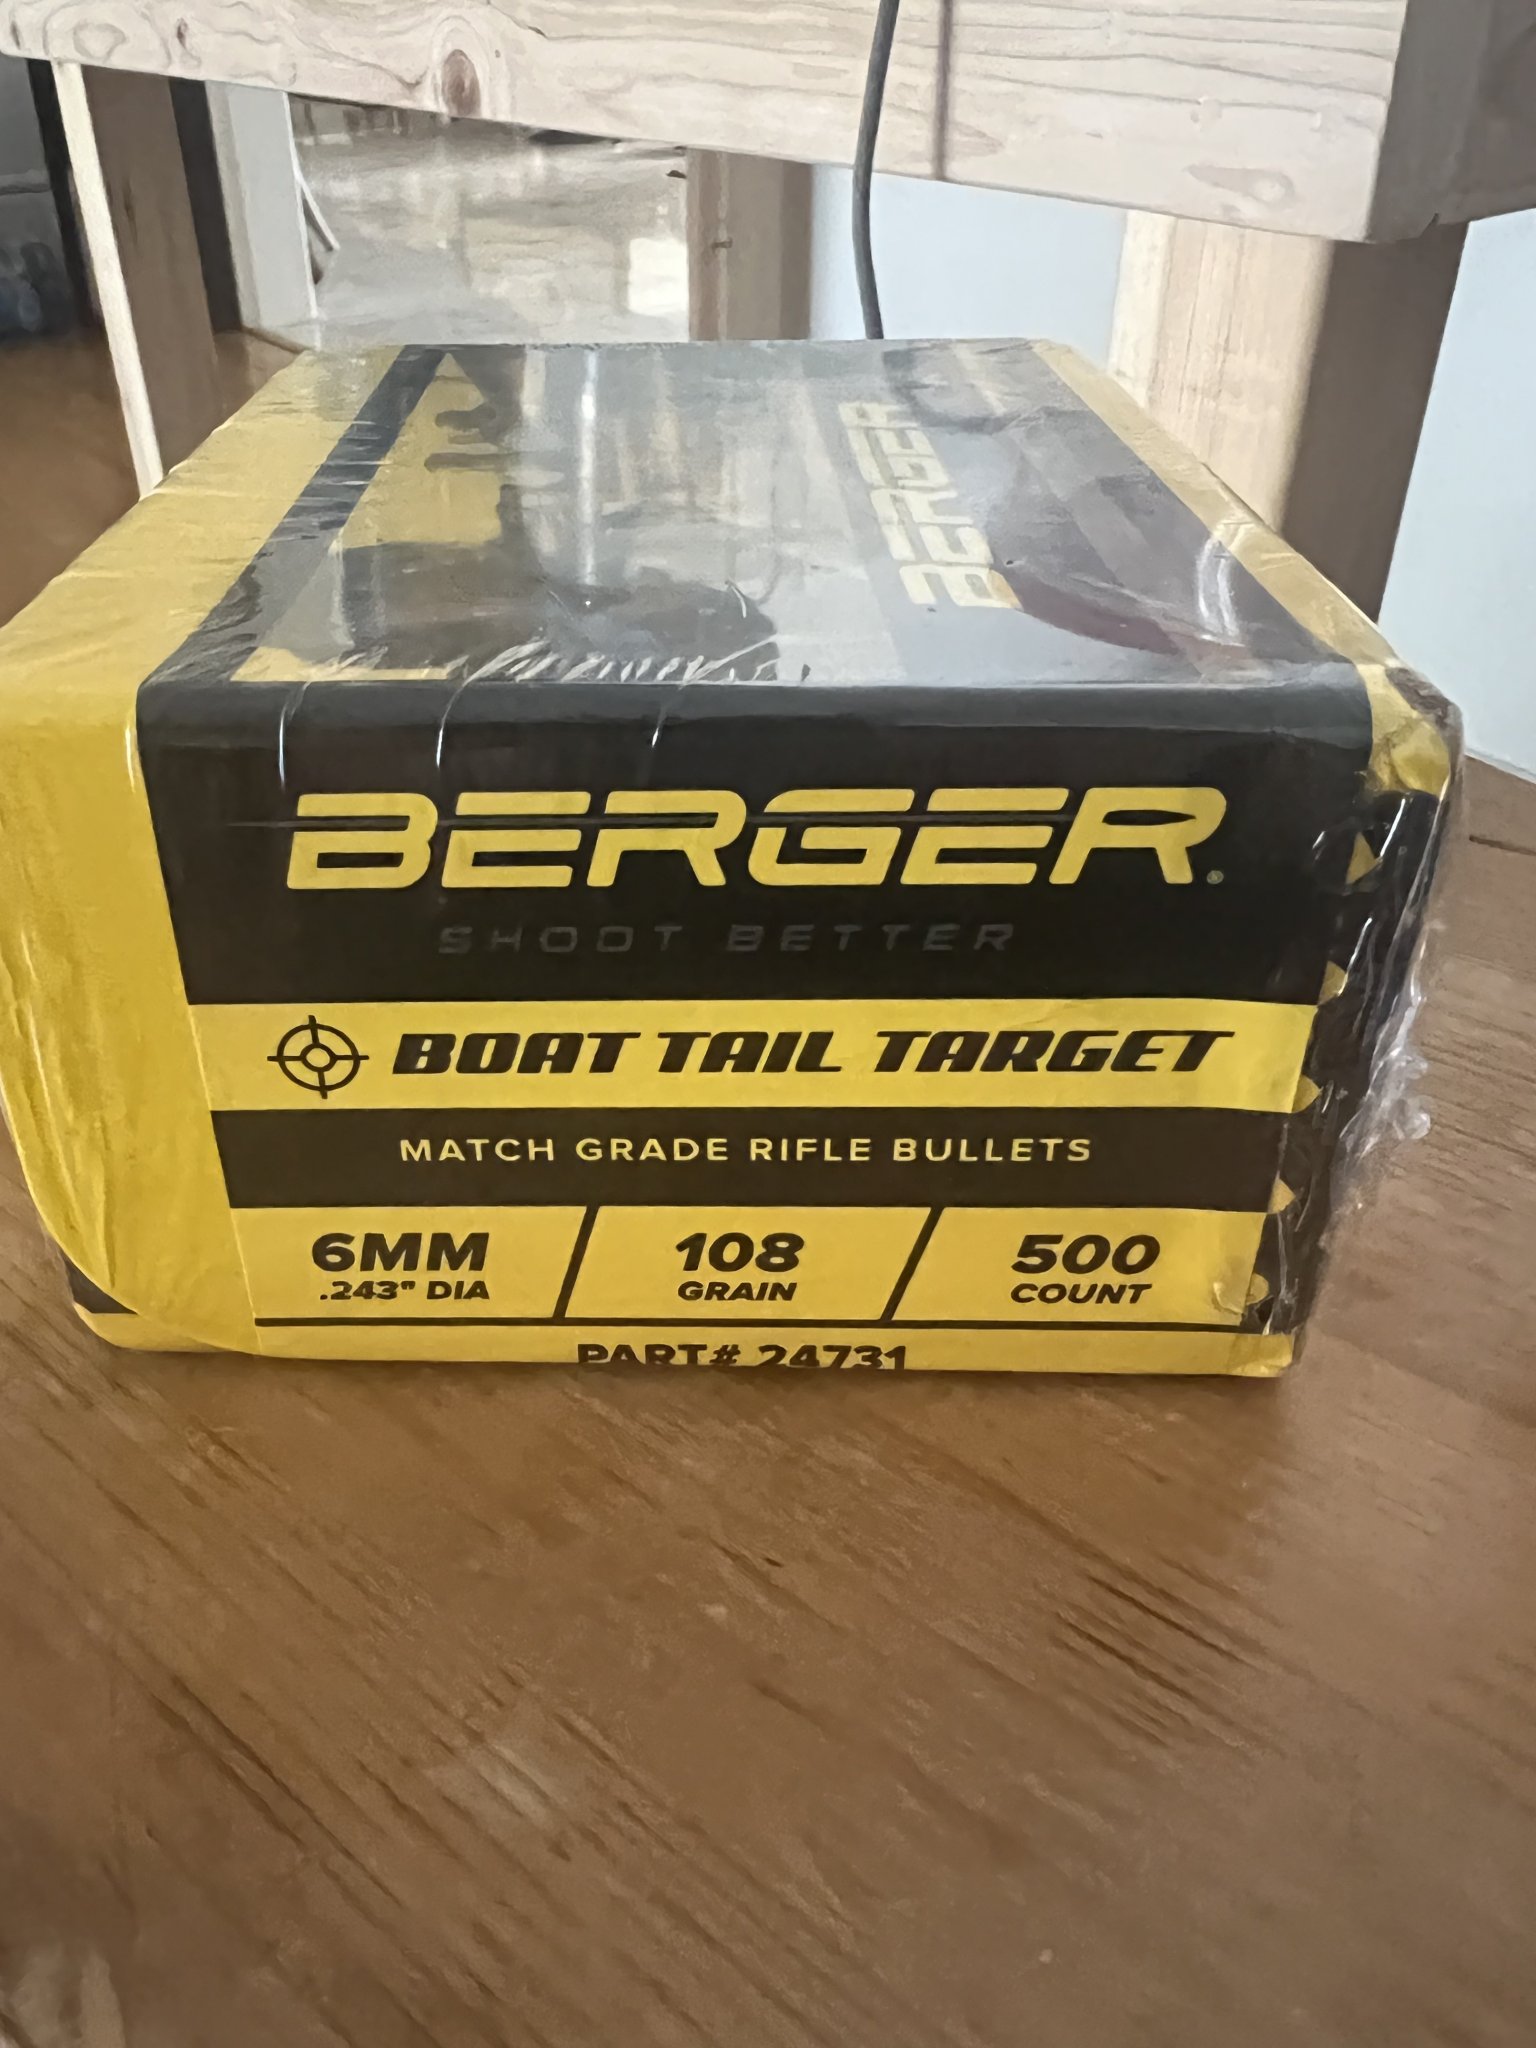 BERGER
BERGER®
SHOOT BETTER
BOAT TAIL TARGET
MATCH GRADE RIFLE BULLETS
6MM 108 500
.243" DIA GRAIN COUNT
PART# 24731